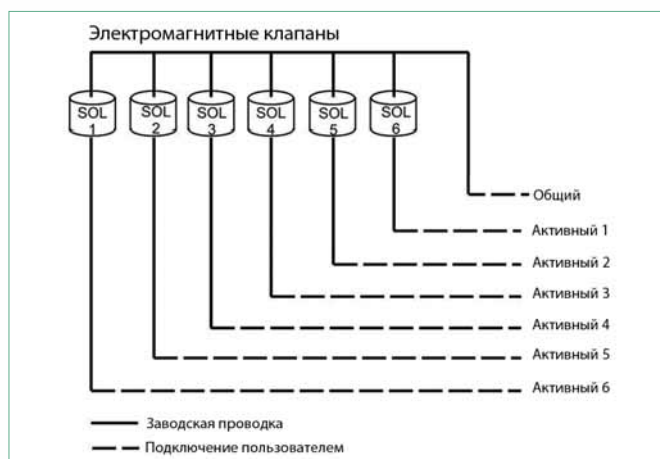 Электромагнитные клапаны
SOL 1
SOL 2
SOL 3
SOL 4
SOL 5
SOL 6
Общий
Активный 1
Активный 2
Активный 3
Активный 4
Активный 5
Активный 6
Заводская проводка
Подключение пользователем